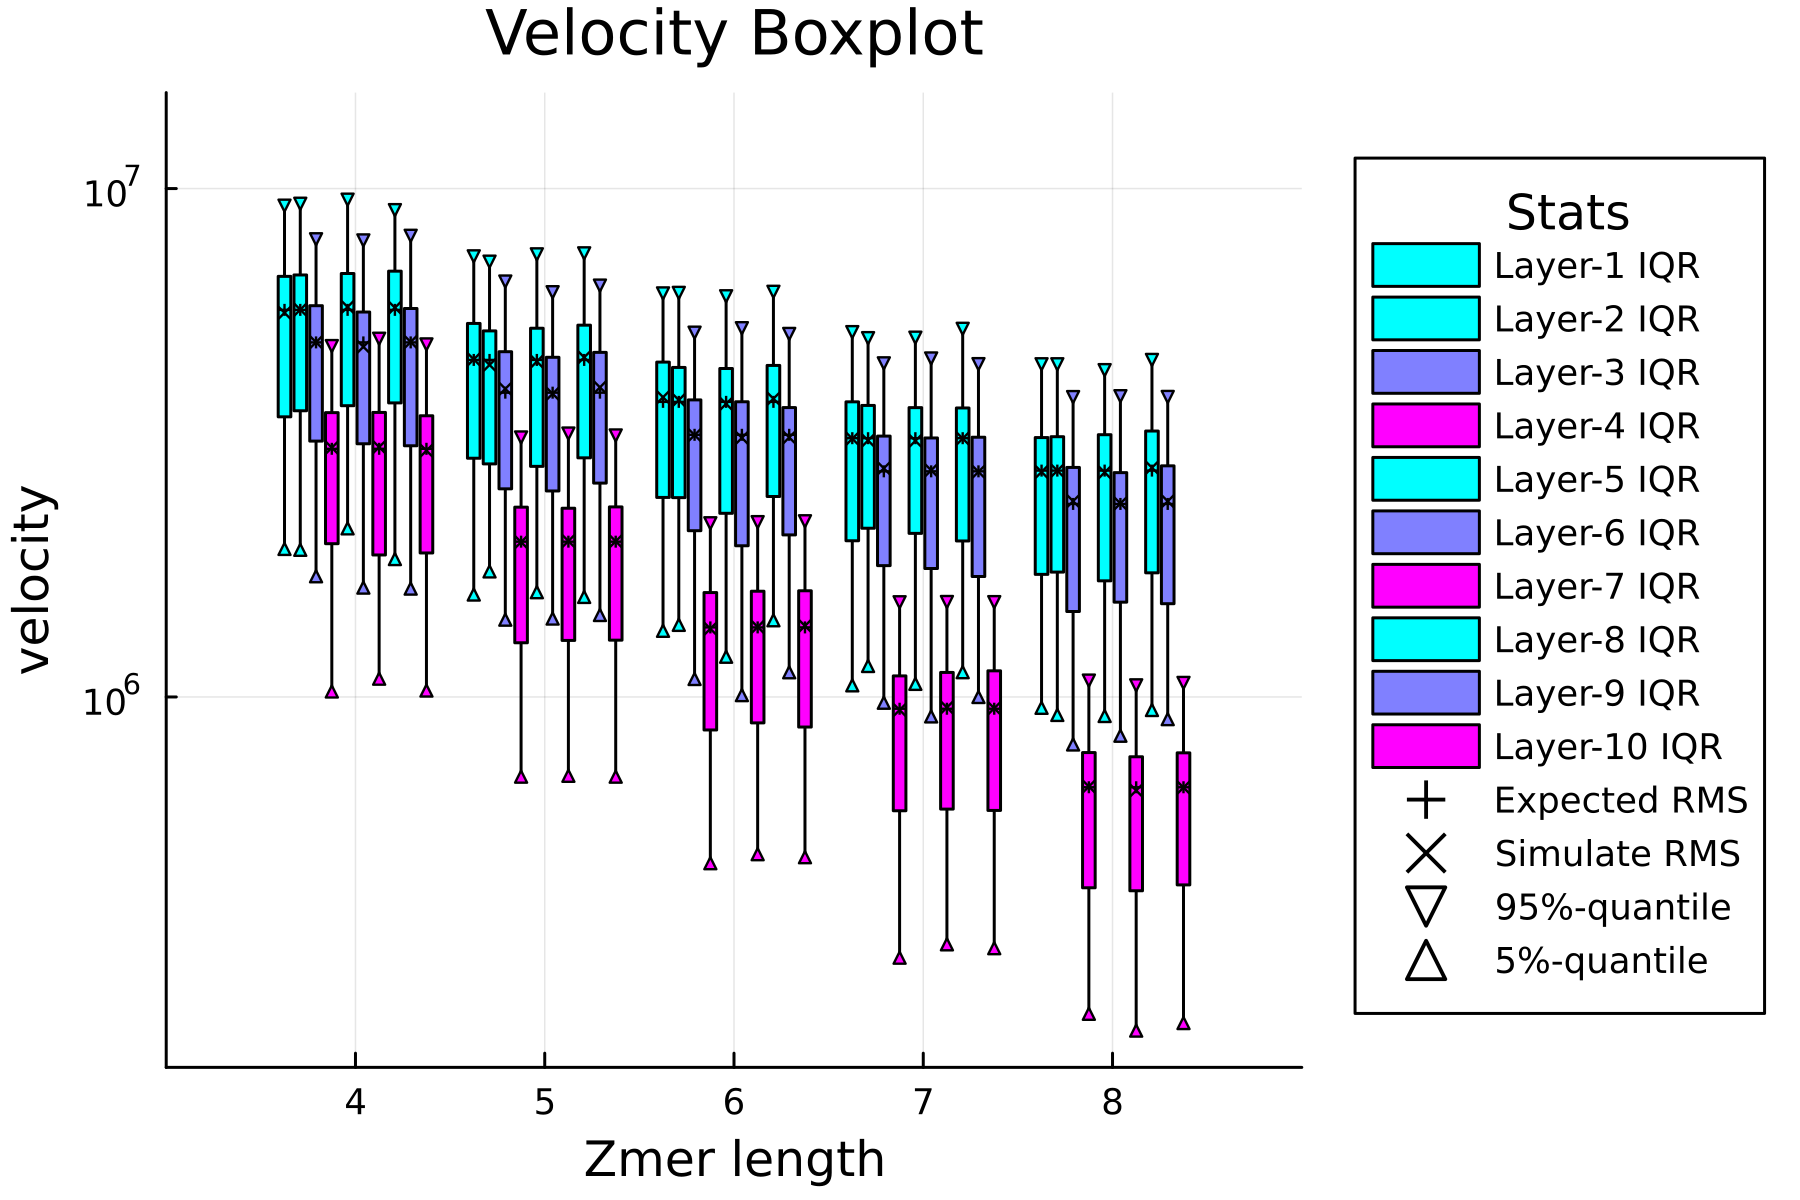 Velocity Boxplot
velocity
10^7
10^6
4 5 6 7 8
Zmer length
Stats
Layer-1 IQR
Layer-2 IQR
Layer-3 IQR
Layer-4 IQR
Layer-5 IQR
Layer-6 IQR
Layer-7 IQR
Layer-8 IQR
Layer-9 IQR
Layer-10 IQR
Expected RMS
Simulate RMS
95%-quantile
5%-quantile